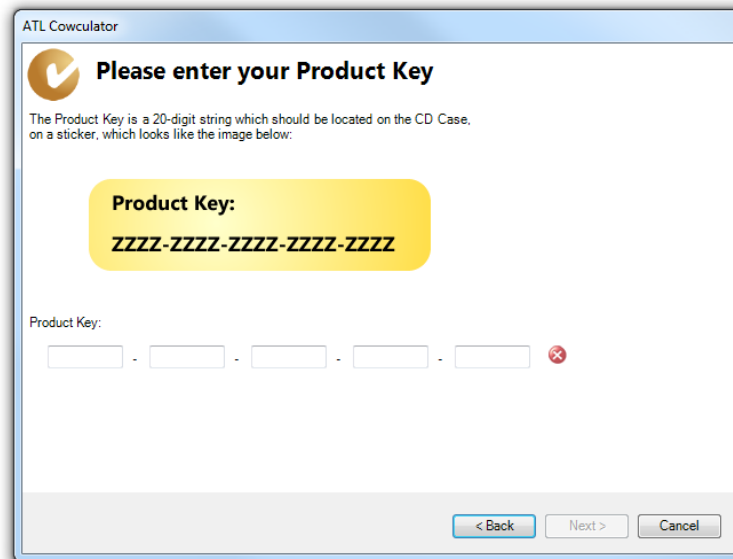 ATL Cowculator
Please enter your Product Key
The Product Key is a 20-digit string which should be located on the CD Case,
on a sticker, which looks like the image below:
Product Key:
ZZZZ-ZZZZ-ZZZZ-ZZZZ-ZZZZ
Product Key:
- - - -
< Back Next > Cancel